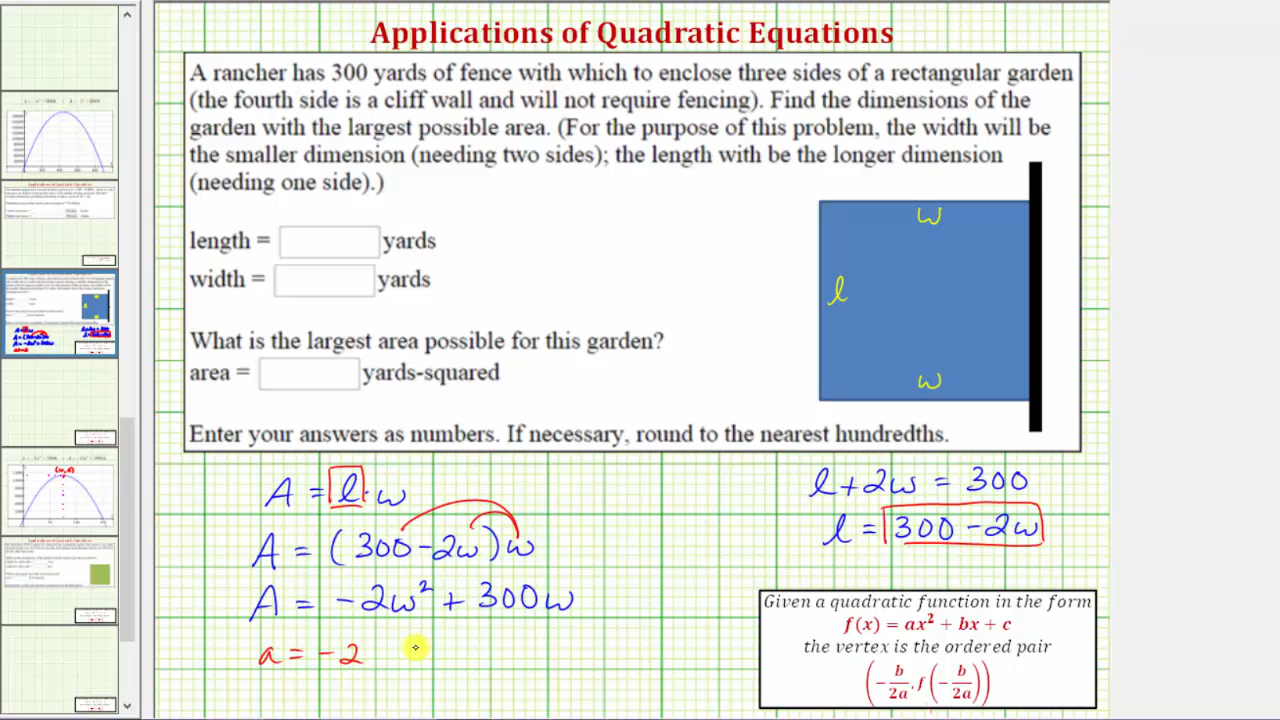 Applications of Quadratic Equations
A rancher has 300 yards of fence with which to enclose three sides of a rectangular garden
(the fourth side is a cliff wall and will not require fencing). Find the dimensions of the
garden with the largest possible area. (For the purpose of this problem, the width will be
the smaller dimension (needing two sides); the length with be the longer dimension
(needing one side).)
w
length = yards
l
width = yards
What is the largest area possible for this garden?
area = yards-squared
w
Enter your answers as numbers. If necessary, round to the nearest hundredths.
A = l · w
l + 2w = 300
l = 300 - 2w
A = (300 - 2w) w
A = -2w² + 300w
a = -2
Given a quadratic function in the form
f(x) = ax² + bx + c
the vertex is the ordered pair
(-b/2a, f(-b/2a))